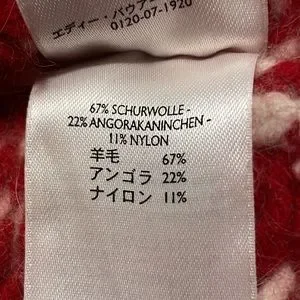 エディー・バウアー
0120-07-1920
67% SCHURWOLLE -
22% ANGORAKANINCHEN -
11% NYLON
羊毛 67%
アンゴラ 22%
ナイロン 11%